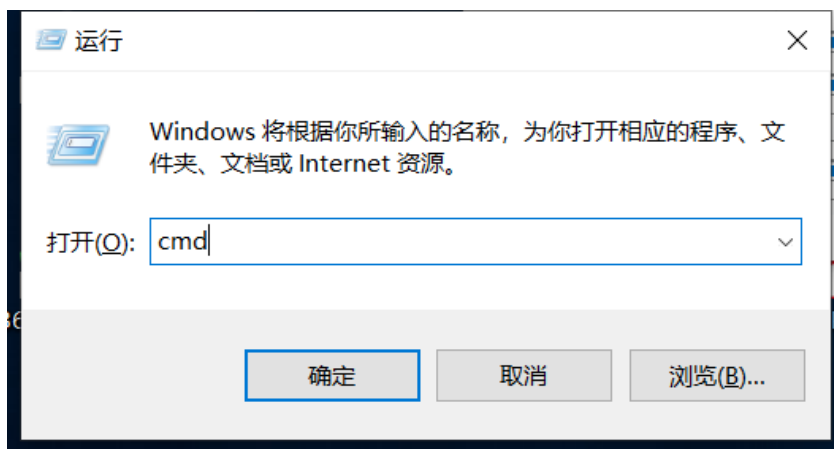 运行
Windows 将根据你所输入的名称，为你打开相应的程序、文
件夹、文档或 Internet 资源。
打开(O): cmd
确定 取消 浏览(B)...